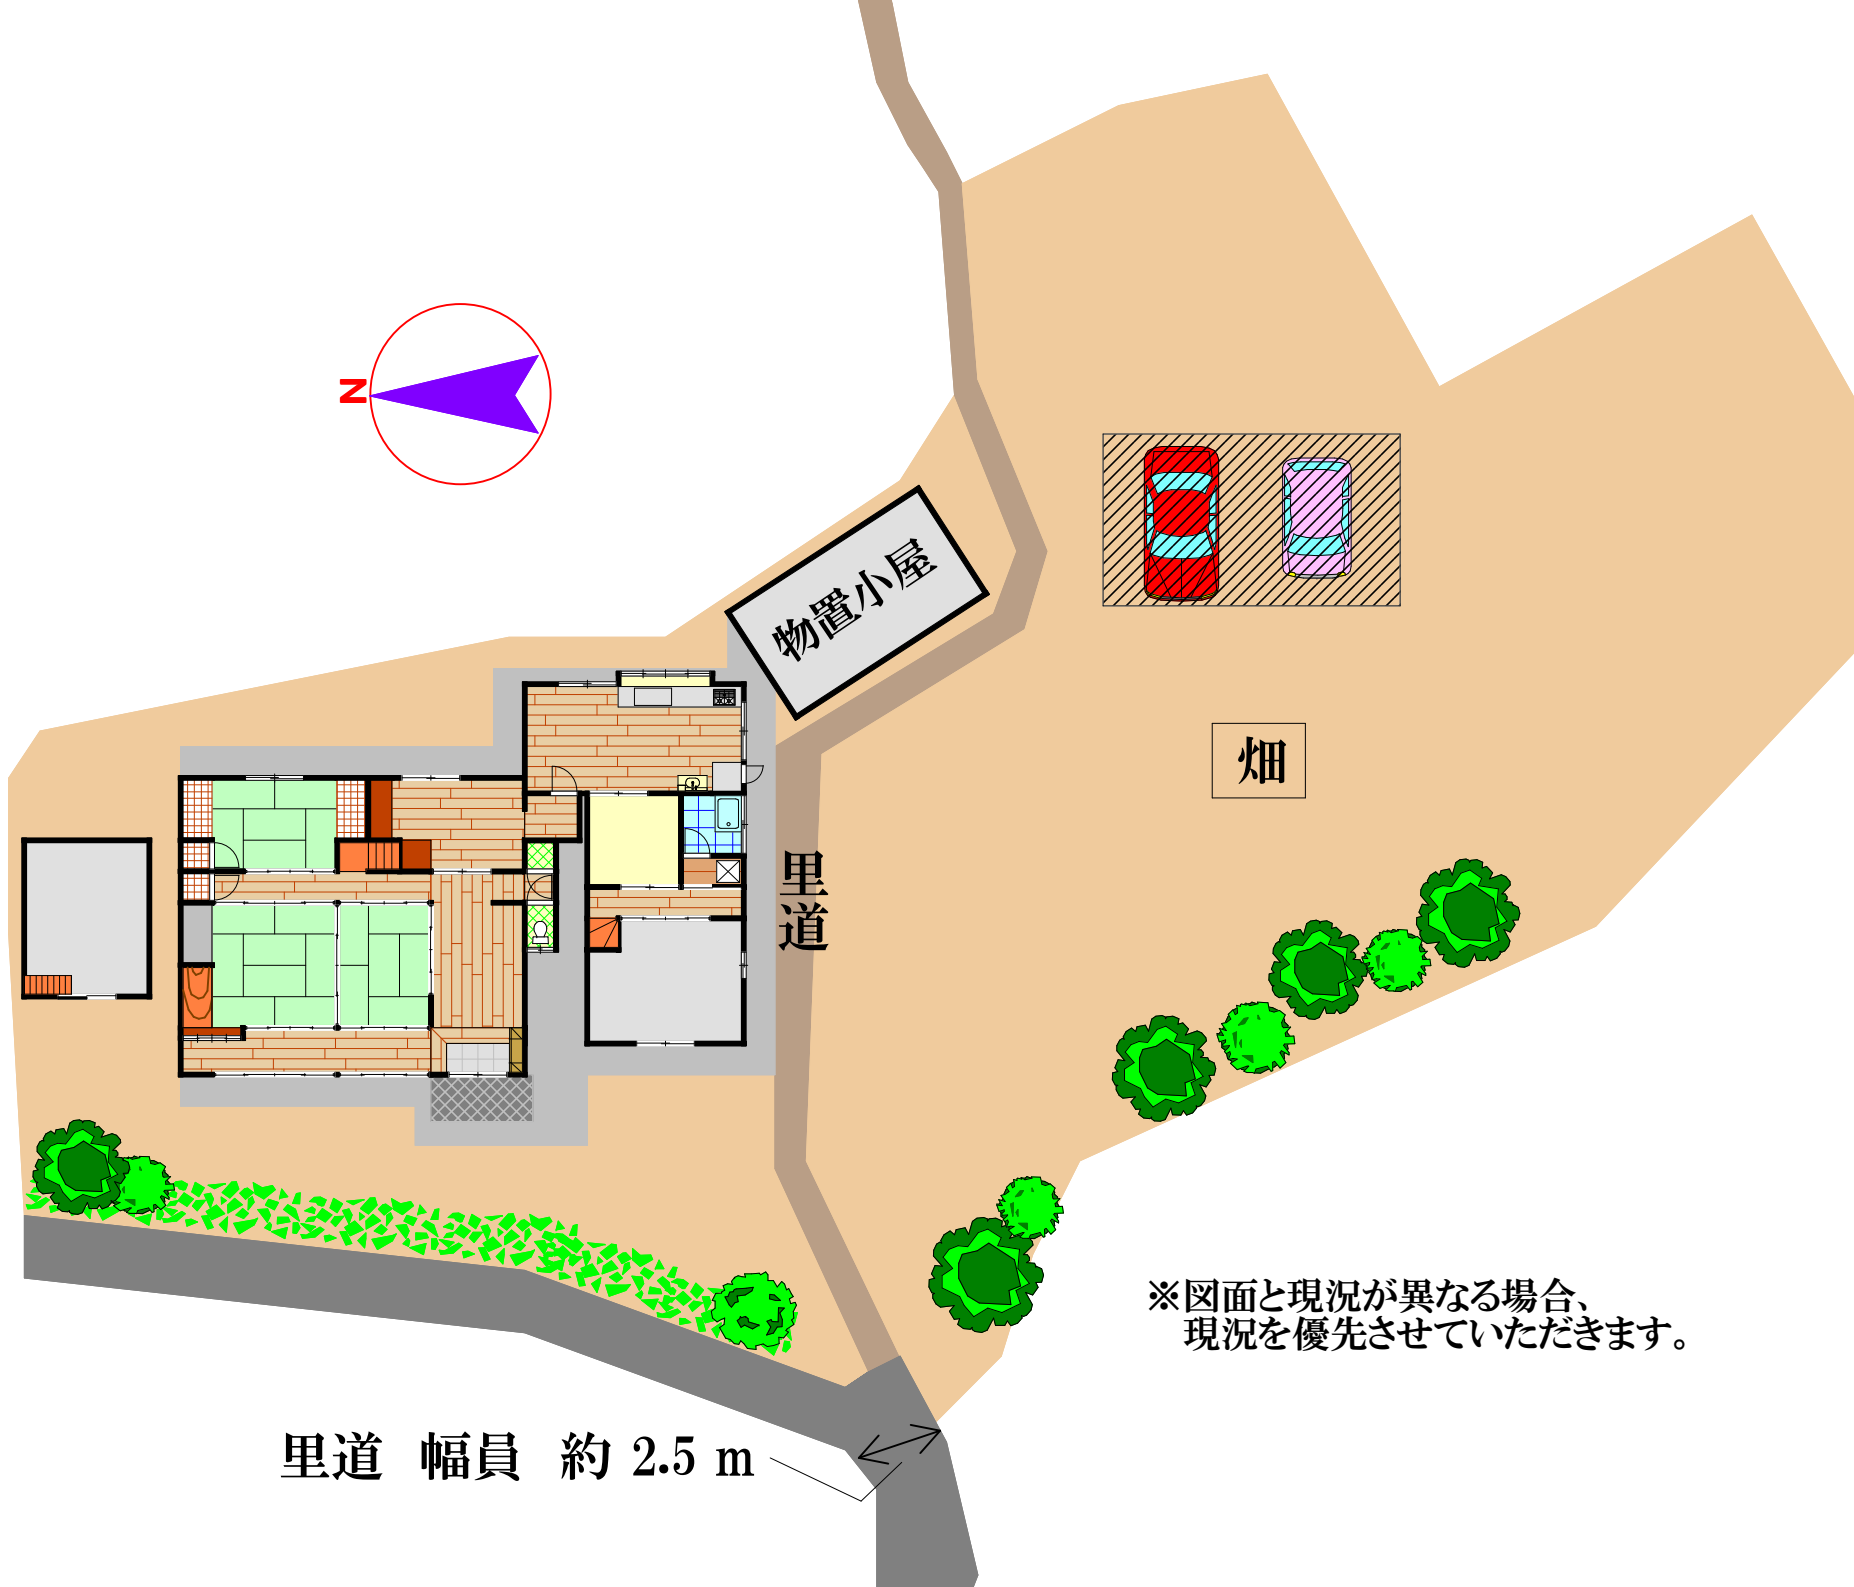 N
物置小屋
畑
里道
※図面と現況が異なる場合、
現況を優先させていただきます。
里道 幅員 約 2.5 m